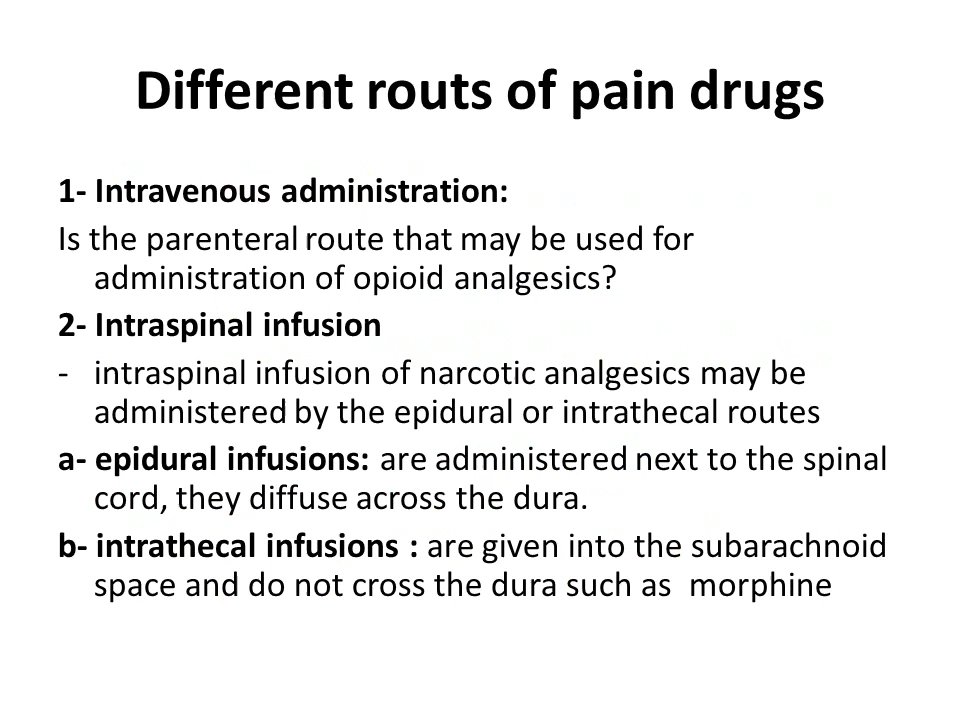 Different routs of pain drugs
1- Intravenous administration:
Is the parenteral route that may be used for
administration of opioid analgesics?
2- Intraspinal infusion
- intraspinal infusion of narcotic analgesics may be
administered by the epidural or intrathecal routes
a- epidural infusions: are administered next to the spinal
cord, they diffuse across the dura.
b- intrathecal infusions : are given into the subarachnoid
space and do not cross the dura such as  morphine